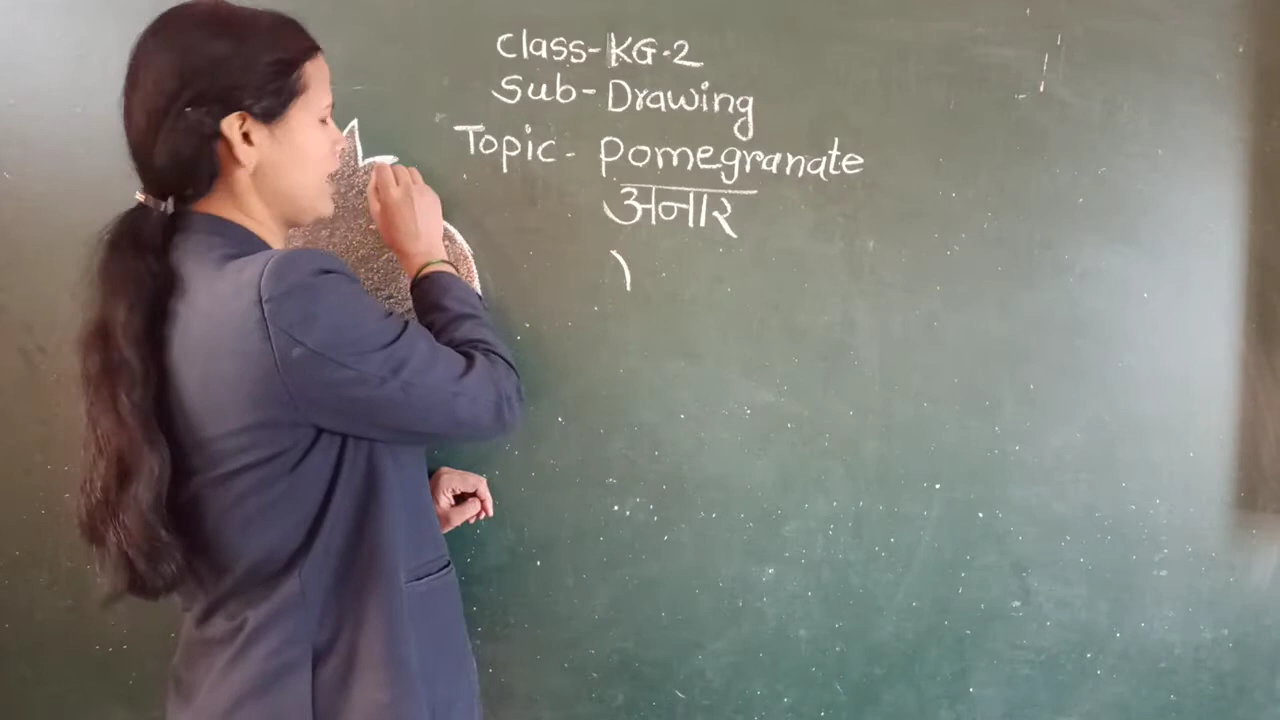 Class-KG-2
Sub-Drawing
Topic- Pomegranate
अनार